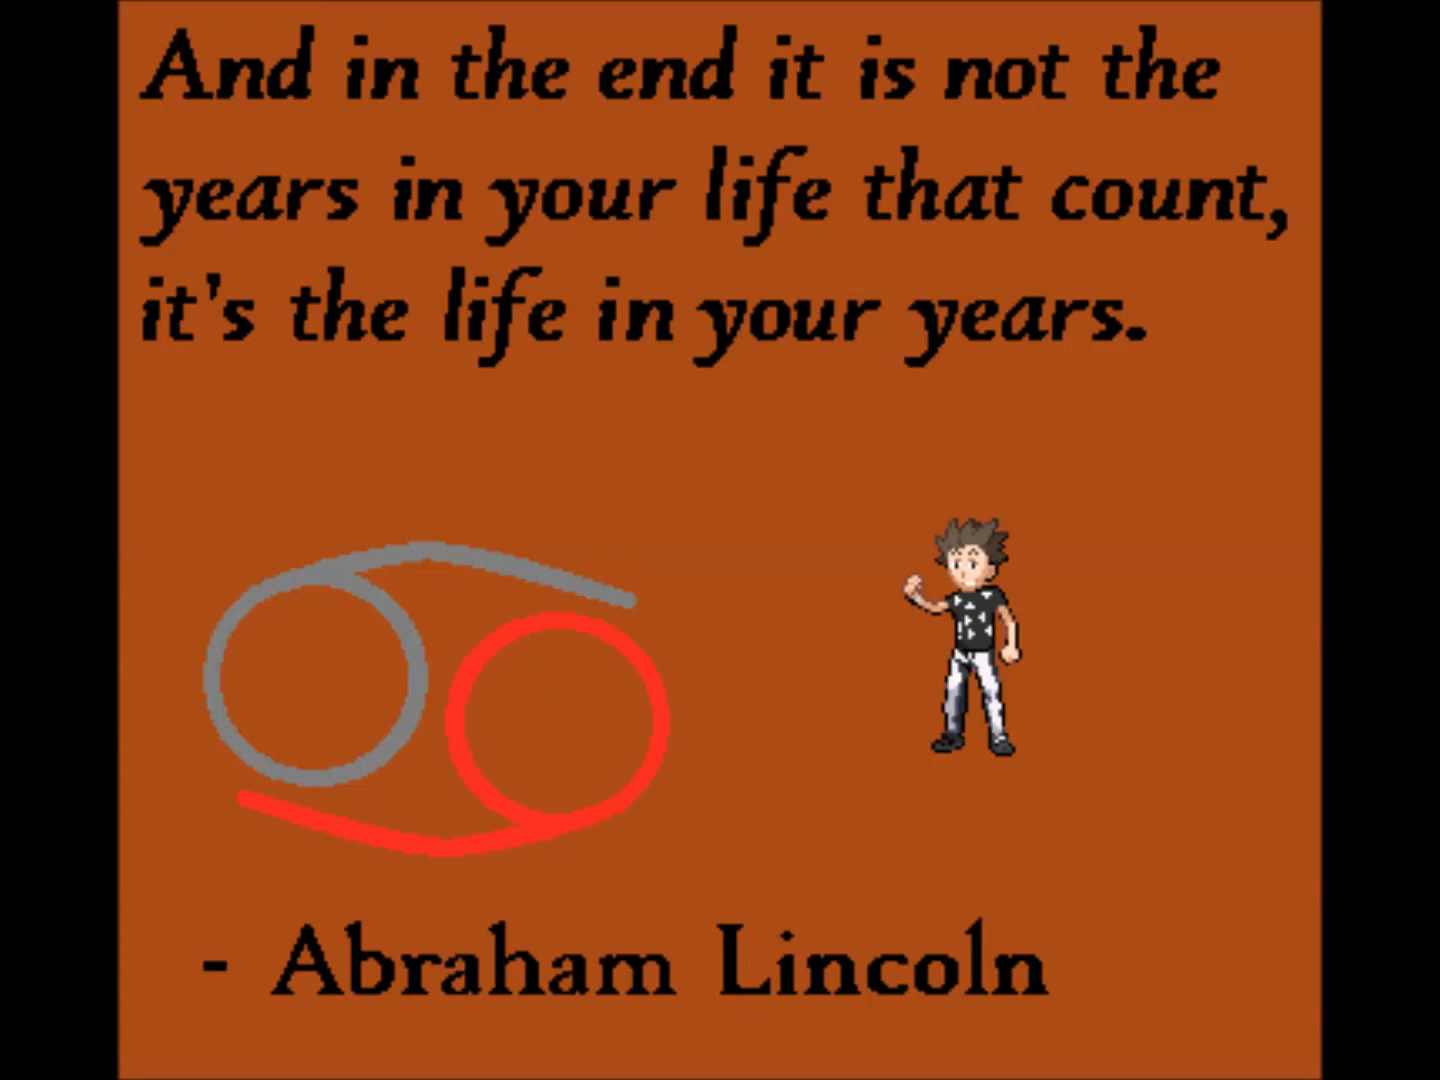 And in the end it is not the
years in your life that count,
it's the life in your years.
- Abraham Lincoln